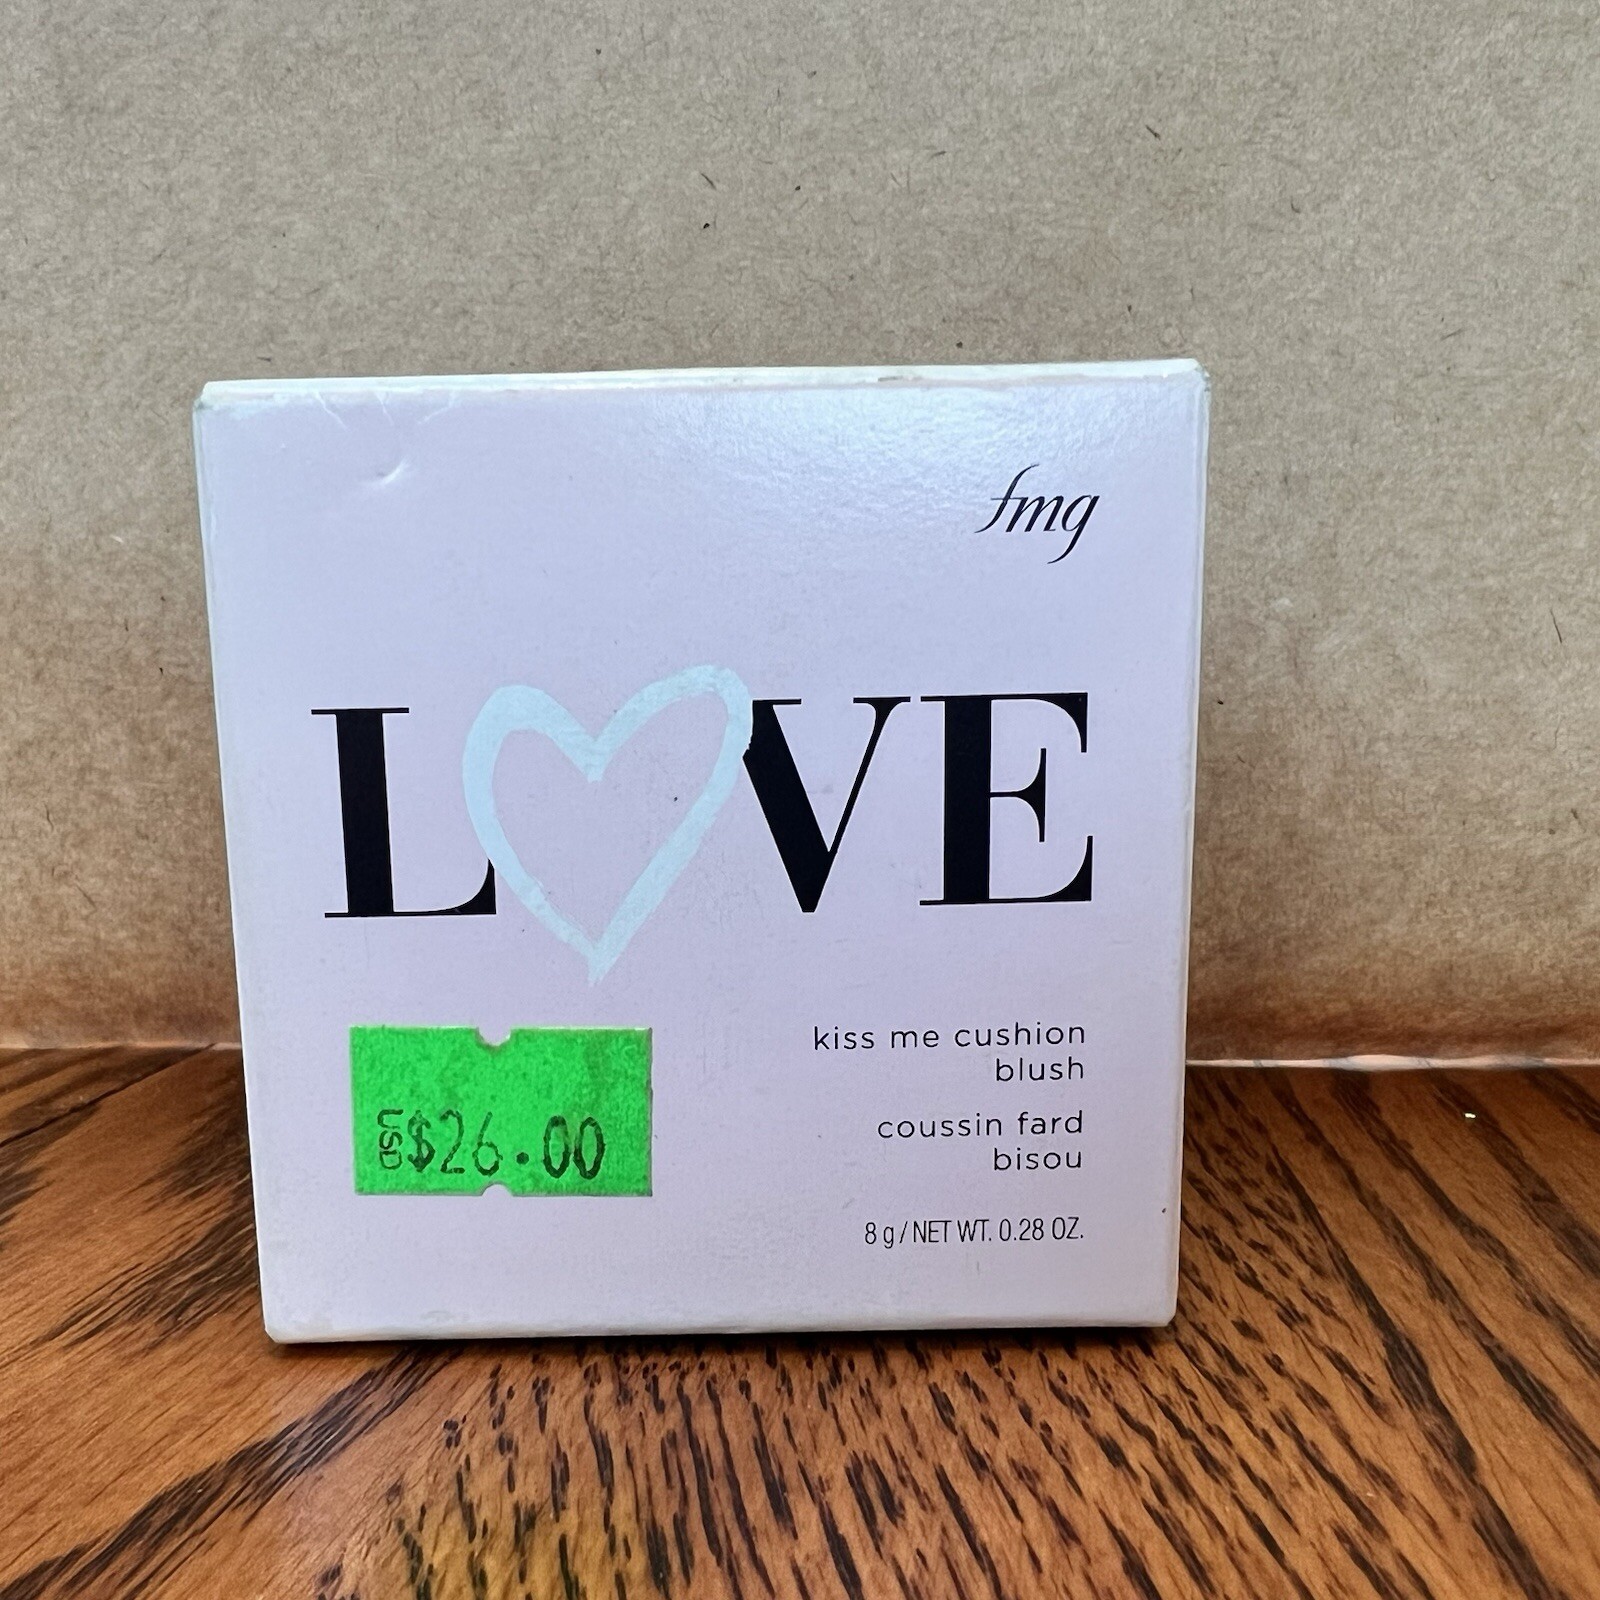 fmg
LOVE
kiss me cushion
blush
coussin fard
bisou
USD $26.00
8 g / NET WT. 0.28 OZ.